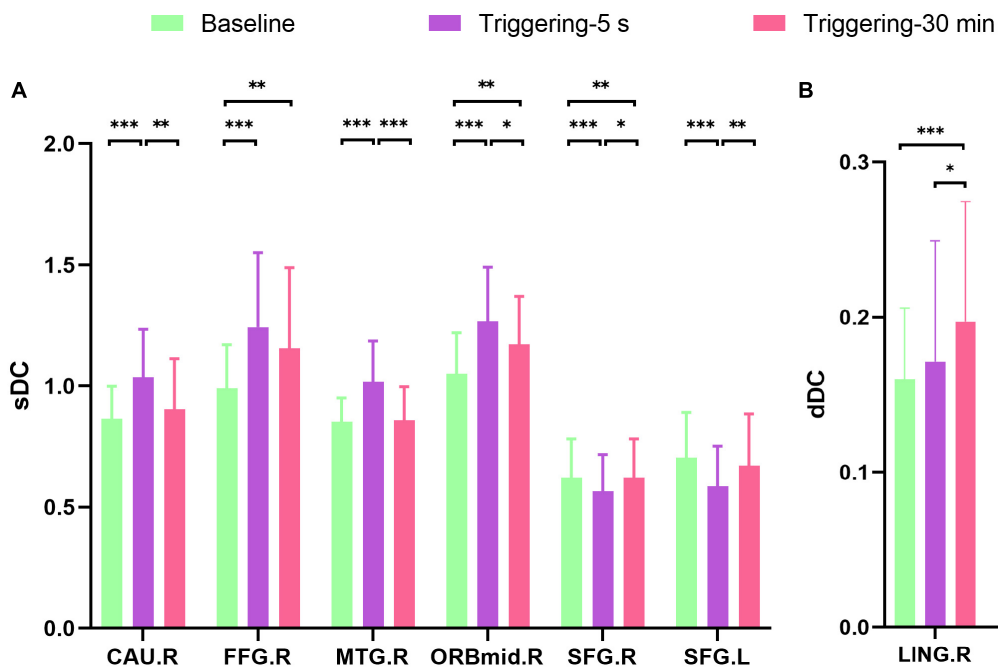 Baseline Triggering-5 s Triggering-30 min
A B
** ** **
*** ** *** *** *** *** * *** * *** ** ***
*
2.0
1.5
1.0
0.5
0.0
sDC
CAU.R FFG.R MTG.R ORBmid.R SFG.R SFG.L
0.3
0.2
0.1
0.0
dDC
LING.R